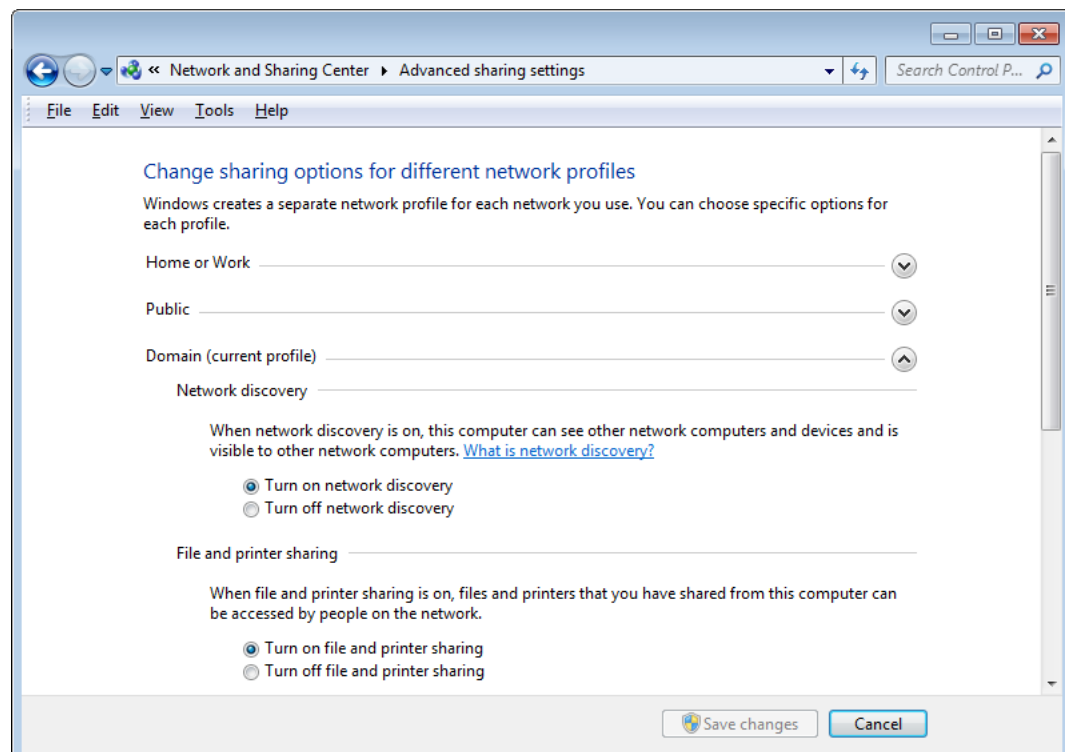 « Network and Sharing Center ▸ Advanced sharing settings
Search Control P...
File Edit View Tools Help
Change sharing options for different network profiles
Windows creates a separate network profile for each network you use. You can choose specific options for
each profile.
Home or Work
Public
Domain (current profile)
Network discovery
When network discovery is on, this computer can see other network computers and devices and is
visible to other network computers. What is network discovery?
Turn on network discovery
Turn off network discovery
File and printer sharing
When file and printer sharing is on, files and printers that you have shared from this computer can
be accessed by people on the network.
Turn on file and printer sharing
Turn off file and printer sharing
Save changes Cancel